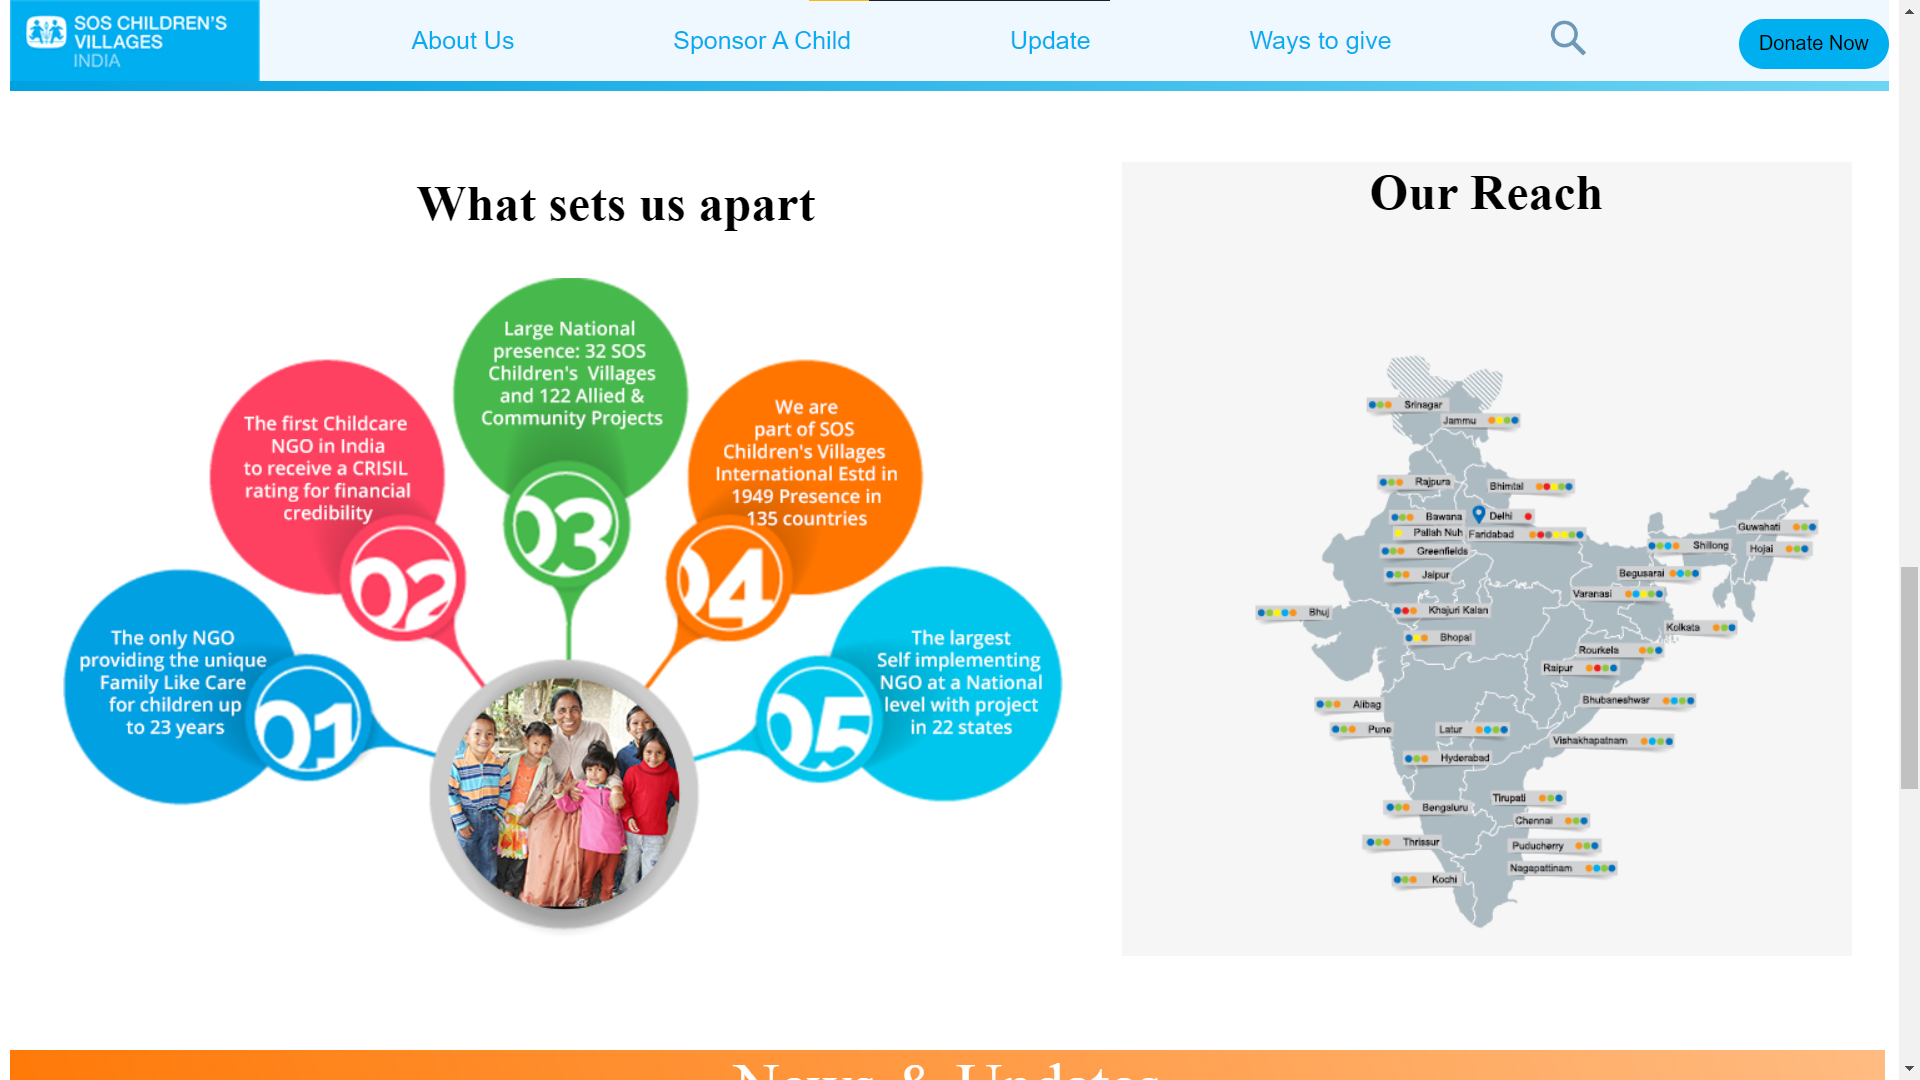 SOS CHILDREN'S
VILLAGES
INDIA
About Us
Sponsor A Child
Update
Ways to give
Donate Now
What sets us apart
The only NGO
providing the unique
Family Like Care
for children up
to 23 years
01
The first Childcare
NGO in India
to receive a CRISIL
rating for financial
credibility
02
Large National
presence: 32 SOS
Children's Villages
and 122 Allied &
Community Projects
03
We are
part of SOS
Children's Villages
International Estd in
1949 Presence in
135 countries
04
The largest
Self implementing
NGO at a National
level with project
in 22 states
05
Our Reach
Srinagar
Jammu
Rajpura
Bhimtal
Bawana
Delhi
Pallah Nuh
Faridabad
Greenfields
Jaipur
Guwahati
Shillong
Hojai
Begusarai
Varanasi
Bhuj
Khajuri Kalan
Bhopal
Kolkata
Rourkela
Raipur
Bhubaneshwar
Alibag
Pune
Latur
Vishakhapatnam
Hyderabad
Bengaluru
Tirupati
Chennai
Thrissur
Puducherry
Nagapattinam
Kochi
News & Updates